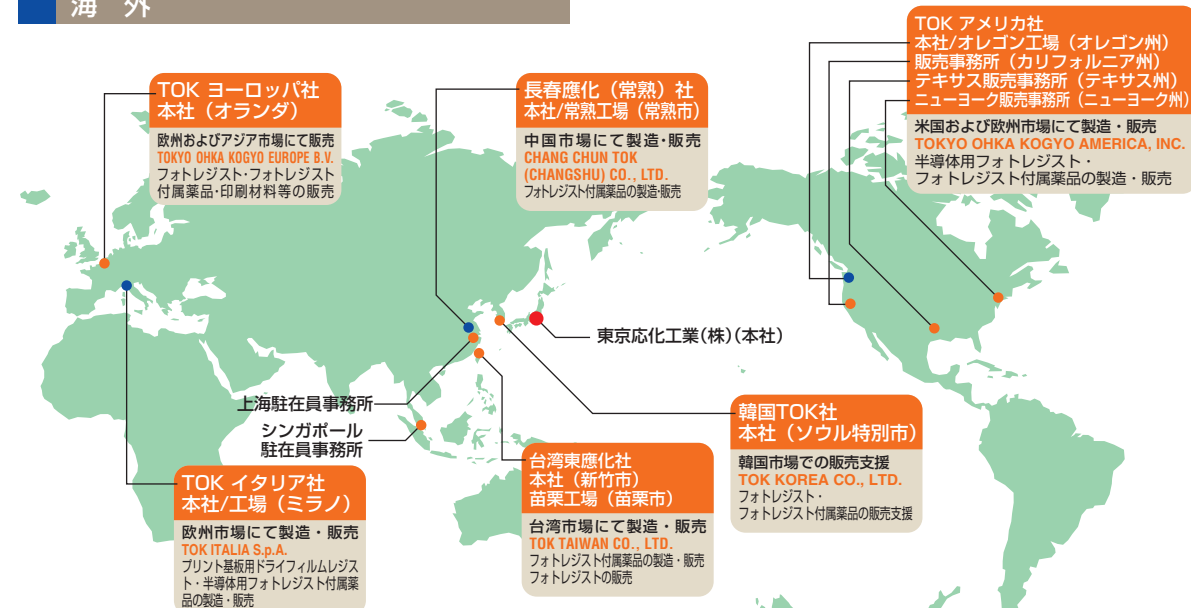 海 外
TOK ヨーロッパ社
本社（オランダ）
欧州およびアジア市場にて販売
TOKYO OHKA KOGYO EUROPE B.V.
フォトレジスト・フォトレジスト
付属薬品・印刷材料等の販売
長春應化（常熟）社
本社/常熟工場（常熟市）
中国市場にて製造・販売
CHANG CHUN TOK
(CHANGSHU) CO., LTD.
フォトレジスト付属薬品の製造・販売
TOK アメリカ社
本社/オレゴン工場（オレゴン州）
販売事務所（カリフォルニア州）
テキサス販売事務所（テキサス州）
ニューヨーク販売事務所（ニューヨーク州）
米国および欧州市場にて製造・販売
TOKYO OHKA KOGYO AMERICA, INC.
半導体用フォトレジスト・
フォトレジスト付属薬品の製造・販売
東京応化工業(株)(本社)
上海駐在員事務所
シンガポール
駐在員事務所
TOK イタリア社
本社/工場（ミラノ）
欧州市場にて製造・販売
TOK ITALIA S.p.A.
プリント基板用ドライフィルムレジス
ト・半導体用フォトレジスト付属薬
品の製造・販売
台湾東應化社
本社（新竹市）
苗栗工場（苗栗市）
台湾市場にて製造・販売
TOK TAIWAN CO., LTD.
フォトレジスト付属薬品の製造・販売
フォトレジストの販売
韓国TOK社
本社（ソウル特別市）
韓国市場での販売支援
TOK KOREA CO., LTD.
フォトレジスト・
フォトレジスト付属薬品の販売支援